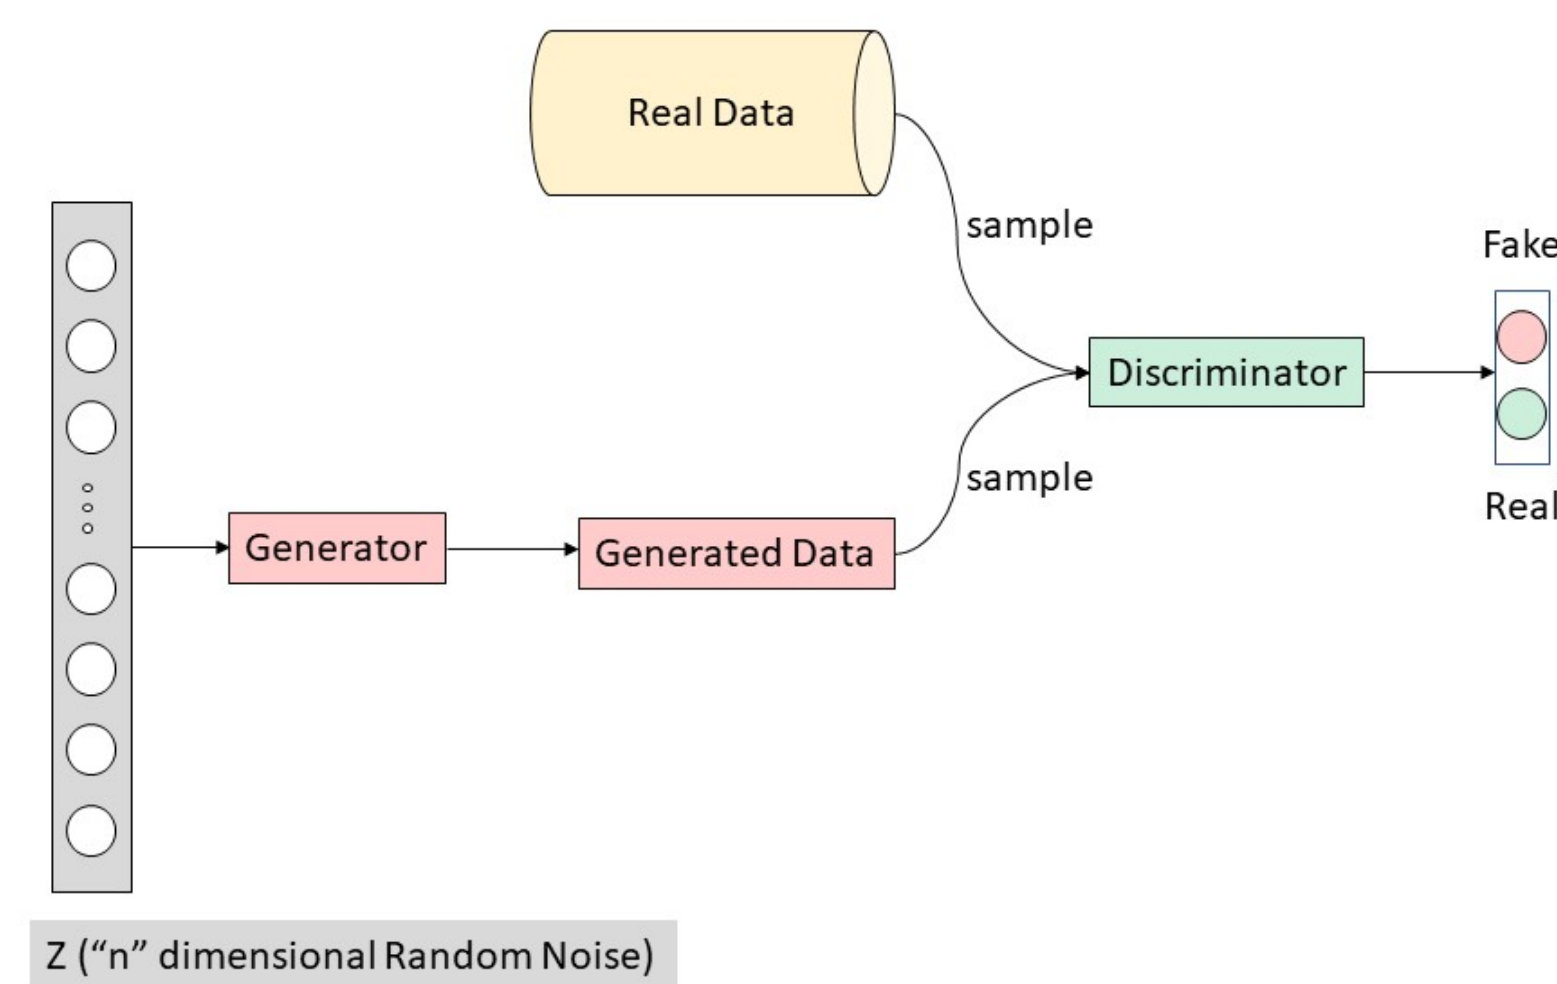 Real Data
sample
Fake
Discriminator
sample
Real
Generator
Generated Data
Z (“n” dimensional Random Noise)